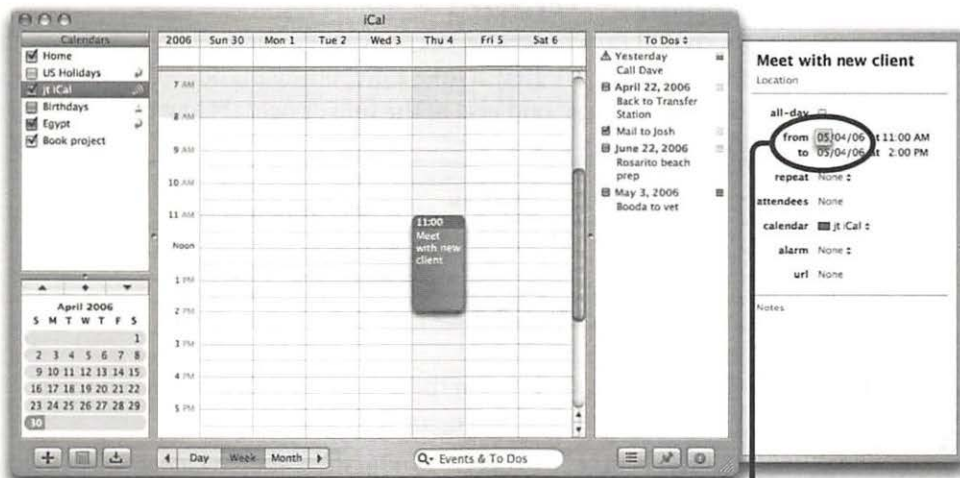 iCal
Calendars
Home
US Holidays
jt iCal
Birthdays
Egypt
Book project
April 2006
S M T W T F S
1
2 3 4 5 6 7 8
9 10 11 12 13 14 15
16 17 18 19 20 21 22
23 24 25 26 27 28 29
30
2006 Sun 30 Mon 1 Tue 2 Wed 3 Thu 4 Fri 5 Sat 6
7 AM
8 AM
9 AM
10 AM
11 AM
Noon
1 PM
2 PM
3 PM
4 PM
5 PM
11:00
Meet
with new
client
Day Week Month
Events & To Dos
To Dos
Yesterday
Call Dave
April 22, 2006
Back to Transfer
Station
Mail to Josh
June 22, 2006
Rosarito beach
prep
May 3, 2006
Booda to vet
Meet with new client
Location
all-day
from 05/04/06 at 11:00 AM
to 05/04/06 at 2:00 PM
repeat None
attendees None
calendar jt iCal
alarm None
url None
Notes